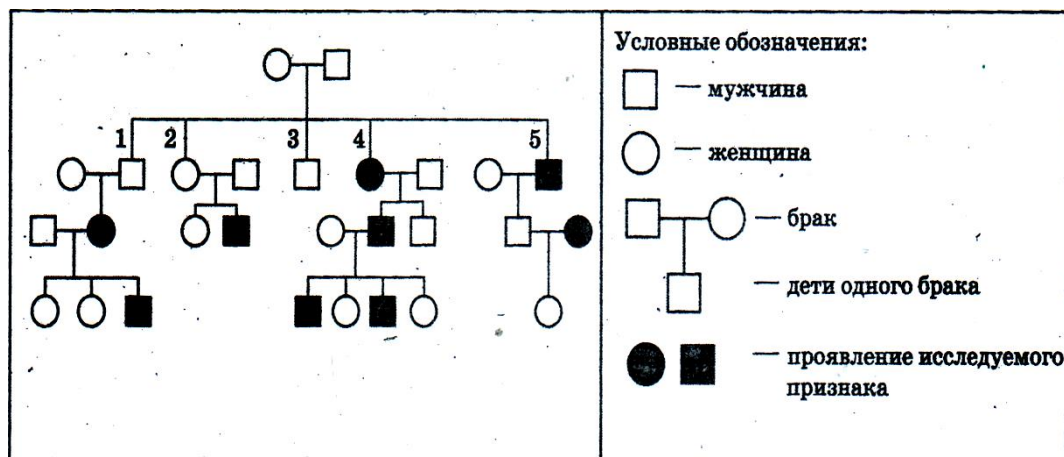 1 2 3 4 5
Условные обозначения:
— мужчина
— женщина
— брак
— дети одного брака
— проявление исследуемого
признака